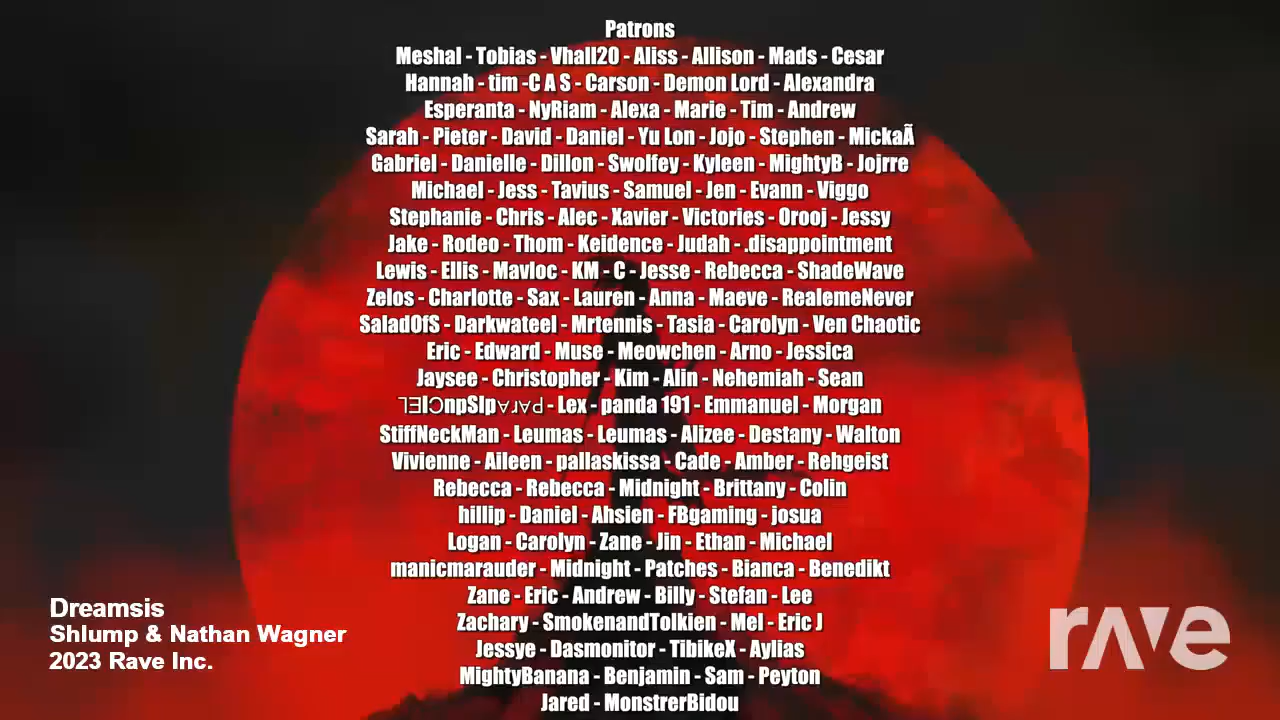 Patrons
Meshal - Tobias - Vhall20 - Aliss - Allison - Mads - Cesar
Hannah - tim -C A S - Carson - Demon Lord - Alexandra
Esperanta - NyRiam - Alexa - Marie - Tim - Andrew
Sarah - Pieter - David - Daniel - Yu Lon - Jojo - Stephen - MickaÃ
Gabriel - Danielle - Dillon - Swolfey - Kyleen - MightyB - Jojrre
Michael - Jess - Tavius - Samuel - Jen - Evann - Viggo
Stephanie - Chris - Alec - Xavier - Victories - Orooj - Jessy
Jake - Rodeo - Thom - Keidence - Judah - .disappointment
Lewis - Ellis - Mavloc - KM - C - Jesse - Rebecca - ShadeWave
Zelos - Charlotte - Sax - Lauren - Anna - Maeve - RealemeNever
SaladOfS - Darkwateel - Mrtennis - Tasia - Carolyn - Ven Chaotic
Eric - Edward - Muse - Meowchen - Arno - Jessica
Jaysee - Christopher - Kim - Alin - Nehemiah - Sean
- Lex - panda 191 - Emmanuel - Morgan
StiffNeckMan - Leumas - Leumas - Alizee - Destany - Walton
Vivienne - Aileen - pallaskissa - Cade - Amber - Rehgeist
Rebecca - Rebecca - Midnight - Brittany - Colin
hillip - Daniel - Ahsien - FBgaming - josua
Logan - Carolyn - Zane - Jin - Ethan - Michael
manicmarauder - Midnight - Patches - Bianca - Benedikt
Zane - Eric - Andrew - Billy - Stefan - Lee
Zachary - SmokenandTolkien - Mel - Eric J
Jessye - Dasmonitor - TibikeX - Aylias
MightyBanana - Benjamin - Sam - Peyton
Jared - MonstrerBidou
Dreamsis
Shlump & Nathan Wagner
2023 Rave Inc.
rave